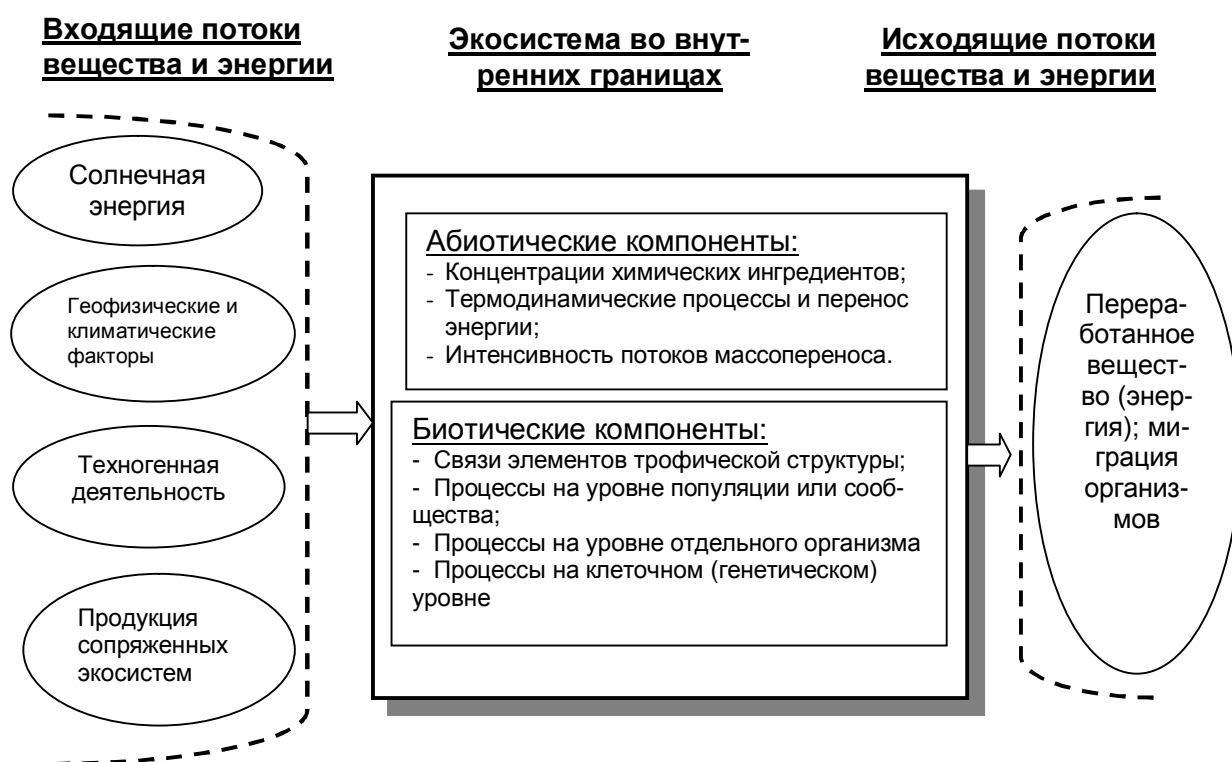 Входящие потоки
вещества и энергии
Экосистема во внут-
ренних границах
Исходящие потоки
вещества и энергии
Солнечная
энергия
Геофизические и
климатические
факторы
Техногенная
деятельность
Продукция
сопряженных
экосистем
Абиотические компоненты:
- Концентрации химических ингредиентов;
- Термодинамические процессы и перенос
энергии;
- Интенсивность потоков массопереноса.
Биотические компоненты:
- Связи элементов трофической структуры;
- Процессы на уровне популяции или сооб-
щества;
- Процессы на уровне отдельного организма
- Процессы на клеточном (генетическом)
уровне
Перера-
ботанное
вещест-
во (энер-
гия); ми-
грация
организ-
мов